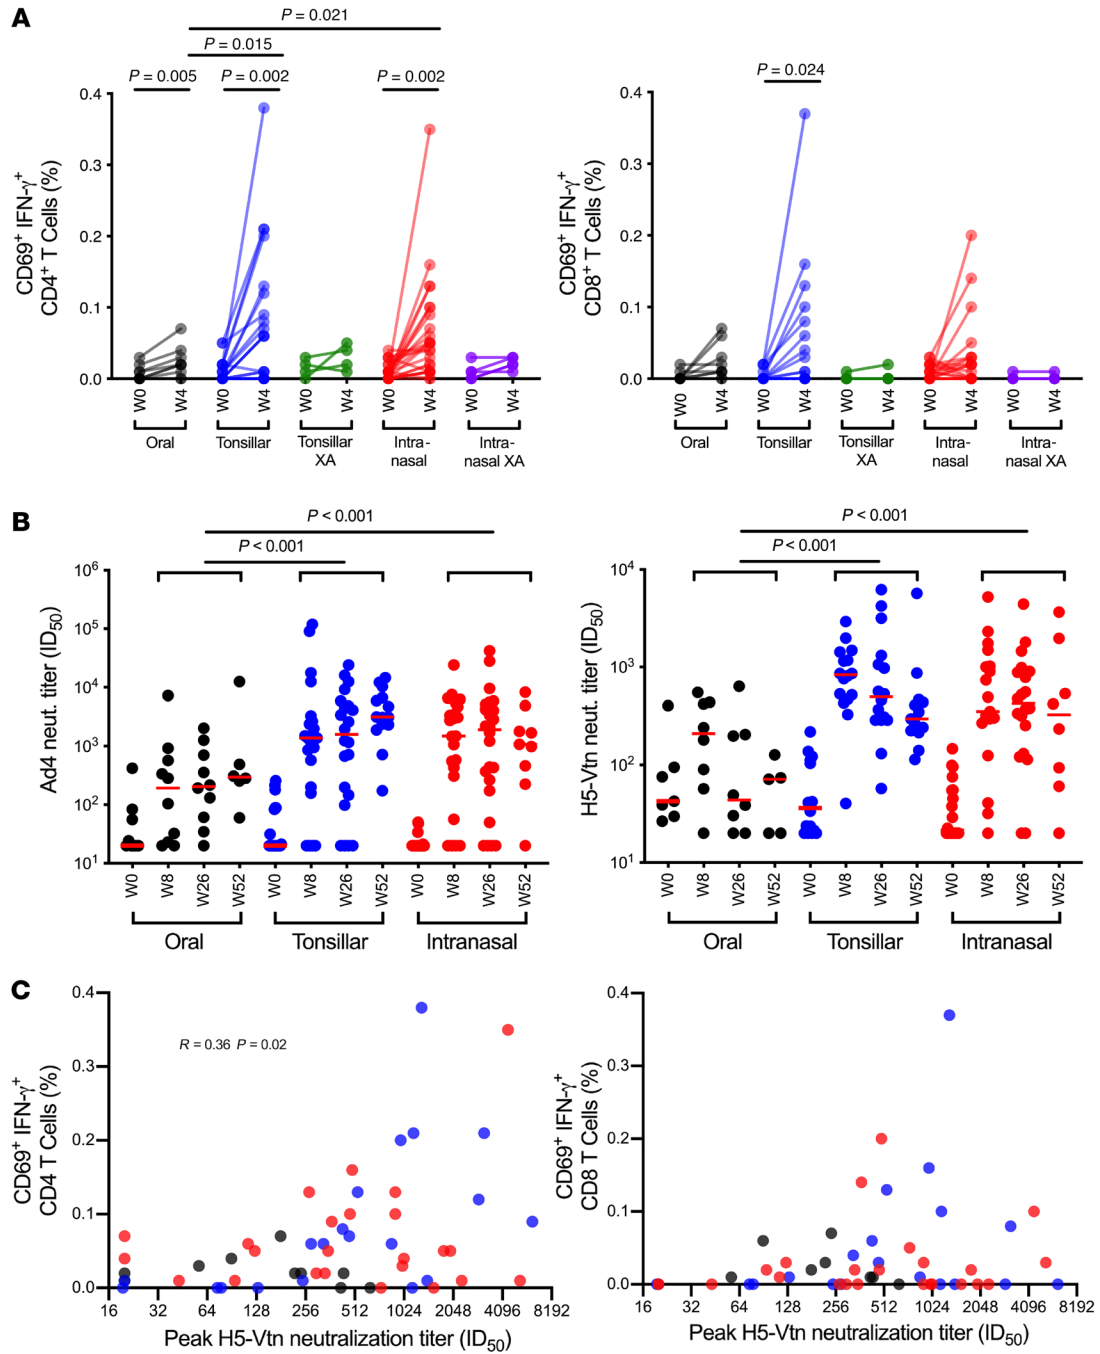 A
P = 0.021
P = 0.015
P = 0.005
P = 0.002
P = 0.002
CD69+ IFN-γ+
CD4+ T Cells (%)
0.4
0.3
0.2
0.1
0.0
W0 W4 W0 W4 W0 W4 W0 W4 W0 W4
Oral
Tonsillar
Tonsillar
XA
Intra-
nasal
Intra-
nasal XA
P = 0.024
CD69+ IFN-γ+
CD8+ T Cells (%)
0.4
0.3
0.2
0.1
0.0
W0 W4 W0 W4 W0 W4 W0 W4 W0 W4
Oral
Tonsillar
Tonsillar
XA
Intra-
nasal
Intra-
nasal XA
B
P < 0.001
P < 0.001
Ad4 neut. titer (ID50)
10^6
10^5
10^4
10^3
10^2
10^1
W0 W8 W26 W52 W0 W8 W26 W52 W0 W8 W26 W52
Oral
Tonsillar
Intranasal
P < 0.001
P < 0.001
H5-Vtn neut. titer (ID50)
10^4
10^3
10^2
10^1
W0 W8 W26 W52 W0 W8 W26 W52 W0 W8 W26 W52
Oral
Tonsillar
Intranasal
C
R = 0.36 P = 0.02
CD69+ IFN-γ+
CD4 T Cells (%)
0.4
0.3
0.2
0.1
0.0
16 32 64 128 256 512 1024 2048 4096 8192
Peak H5-Vtn neutralization titer (ID50)
CD69+ IFN-γ+
CD8 T Cells (%)
0.4
0.3
0.2
0.1
0.0
16 32 64 128 256 512 1024 2048 4096 8192
Peak H5-Vtn neutralization titer (ID50)